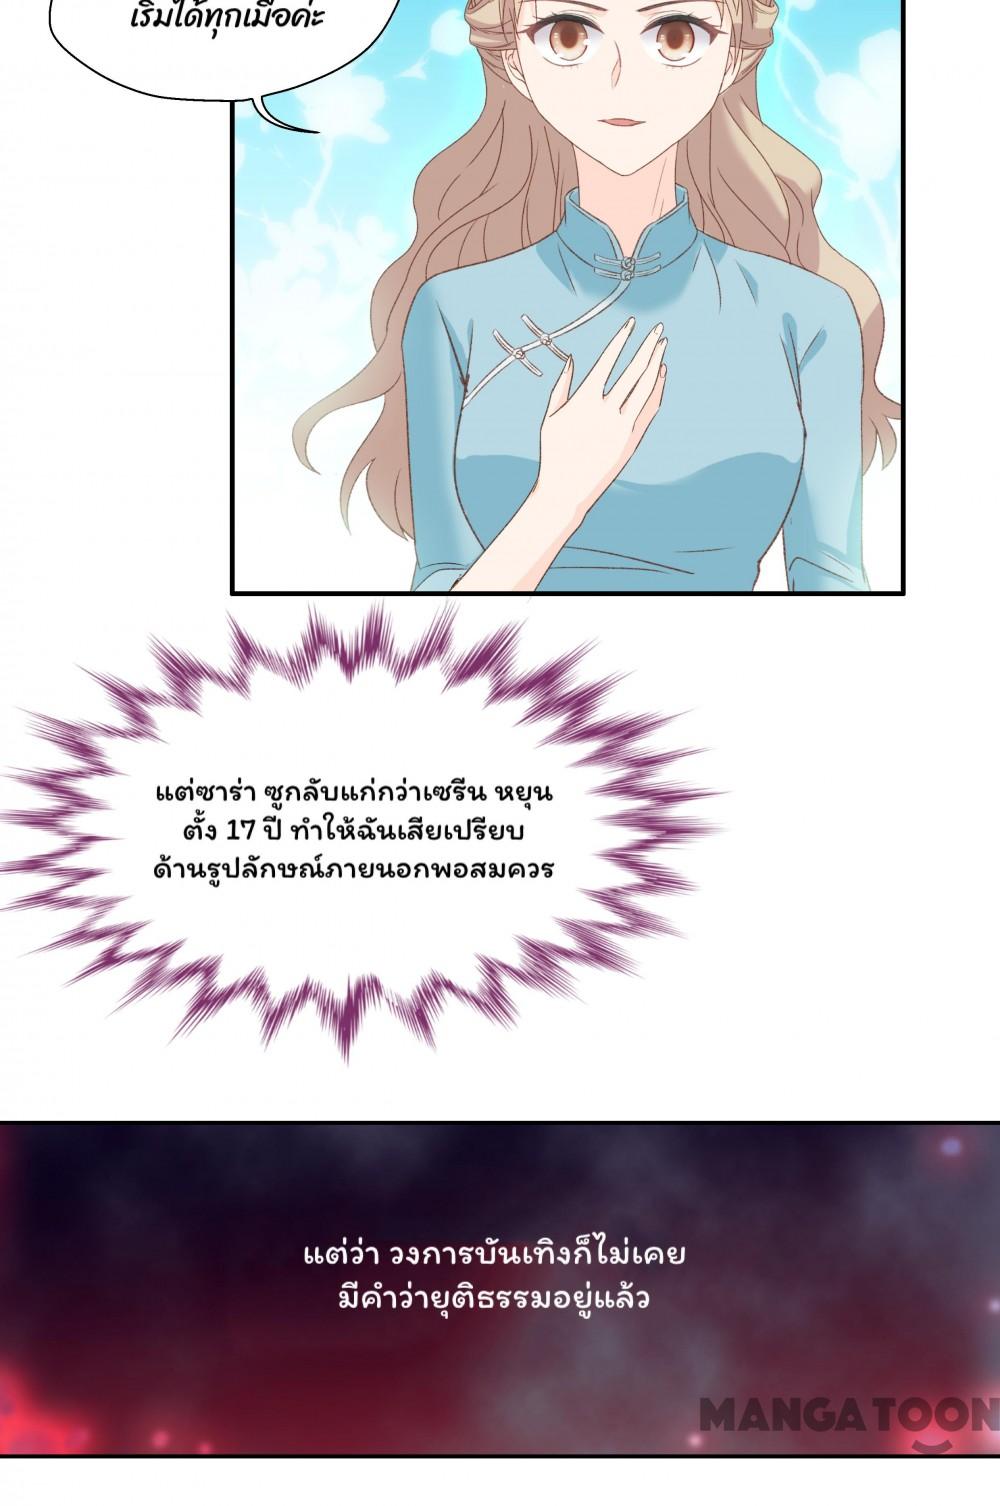 เริ่มได้ทุกเมื่อค่ะ
แต่ซาร่า ซูกลับแก่กว่าเซรีน หยุน
ตั้ง 17 ปี ทำให้ฉันเสียเปรียบ
ด้านรูปลักษณ์ภายนอกพอสมควร
แต่ว่า วงการบันเทิงก็ไม่เคย
มีคำว่ายุติธรรมอยู่แล้ว
MANGATOON